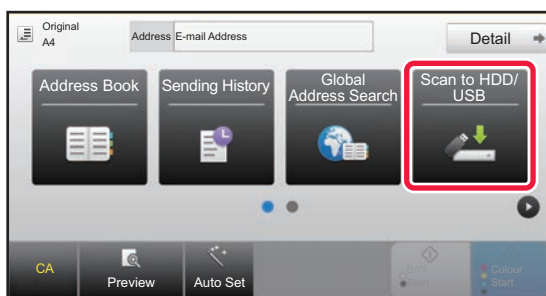 Original
A4
Address E-mail Address
Detail
Address Book
Sending History
Global
Address Search
Scan to HDD/
USB
CA
Preview
Auto Set
B/W
Start
Colour
Start